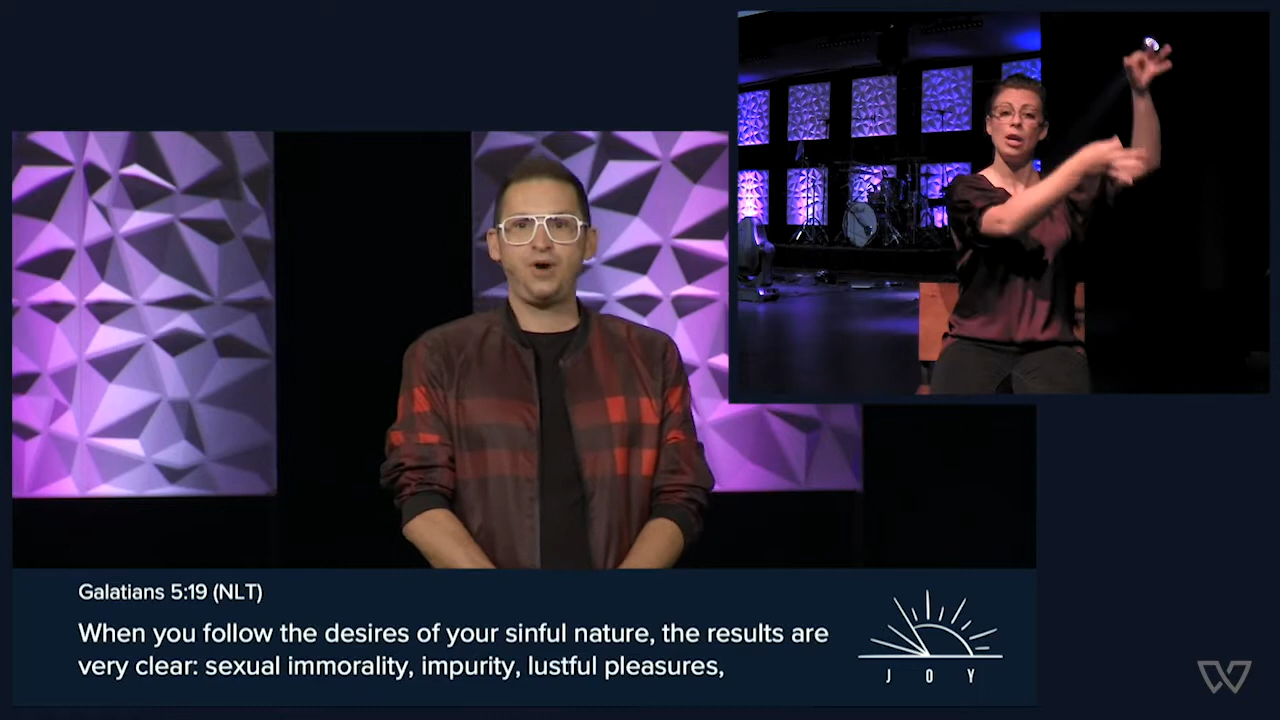 Galatians 5:19 (NLT)
When you follow the desires of your sinful nature, the results are
very clear: sexual immorality, impurity, lustful pleasures,
J O Y